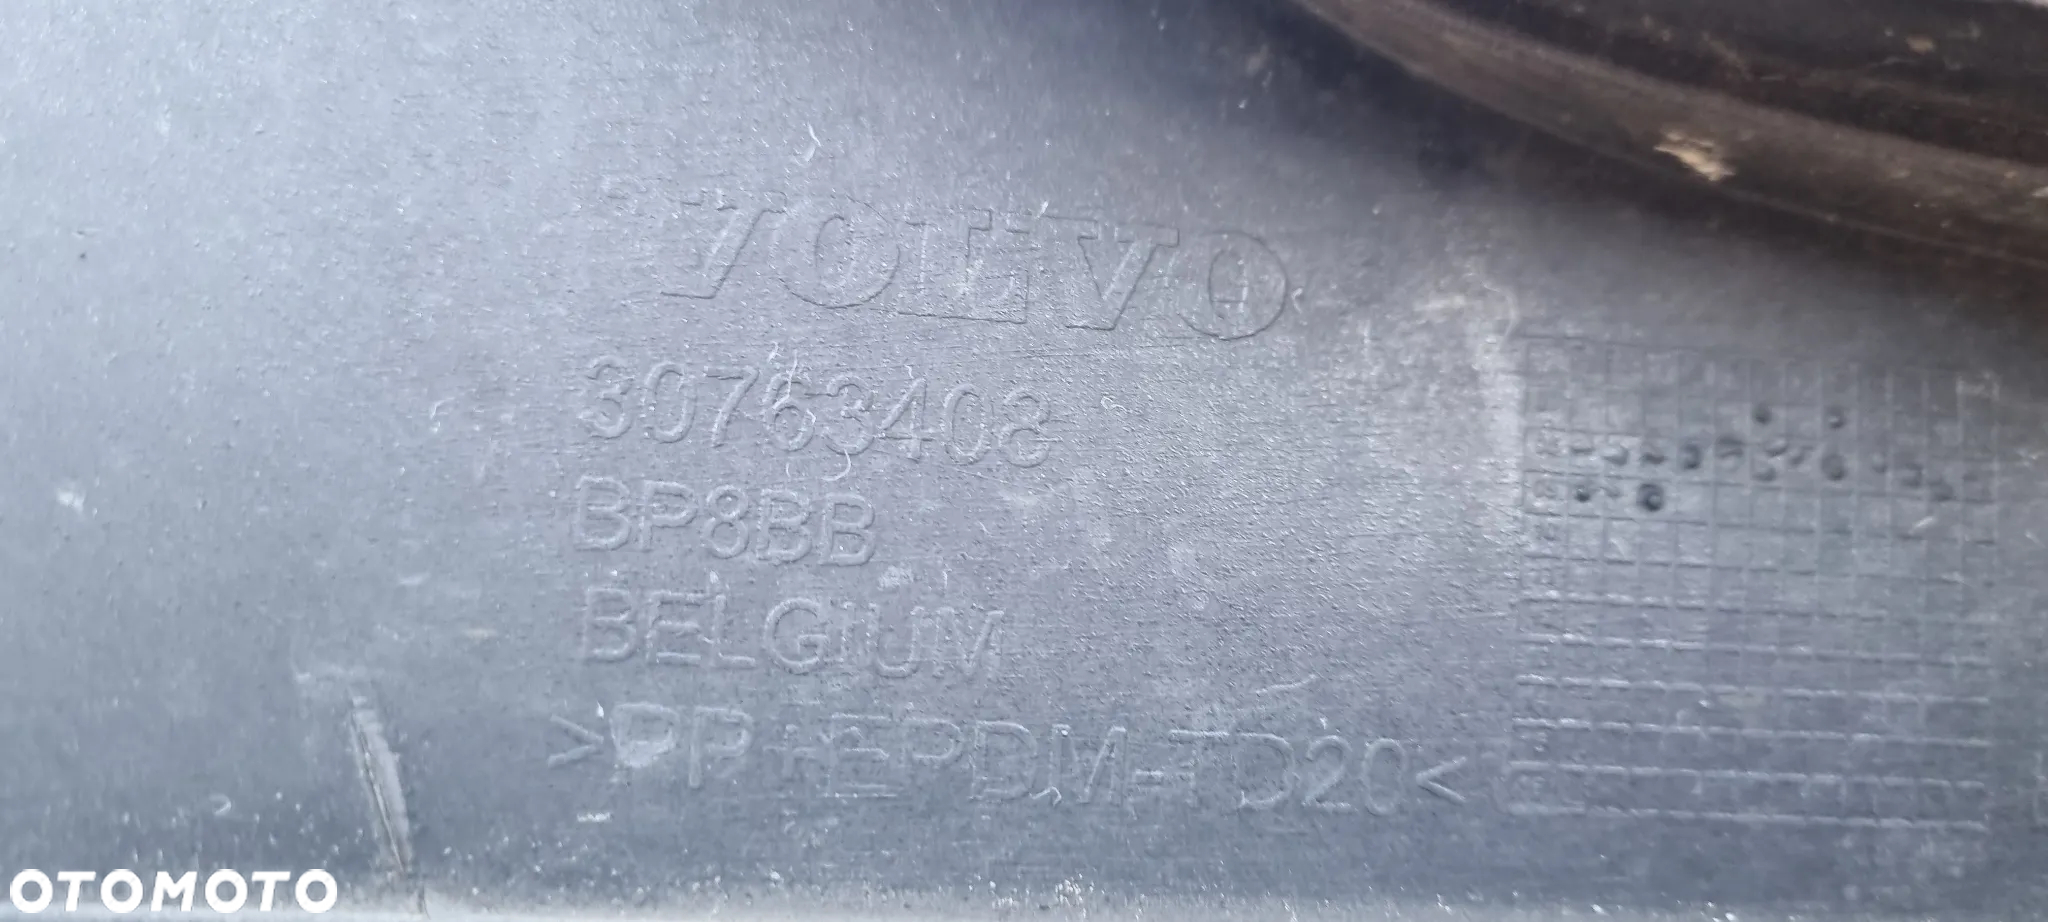 VOLVO
30763408
BP8BB
BELGIUM
>PP+EPDM-TD20<
OTOMOTO